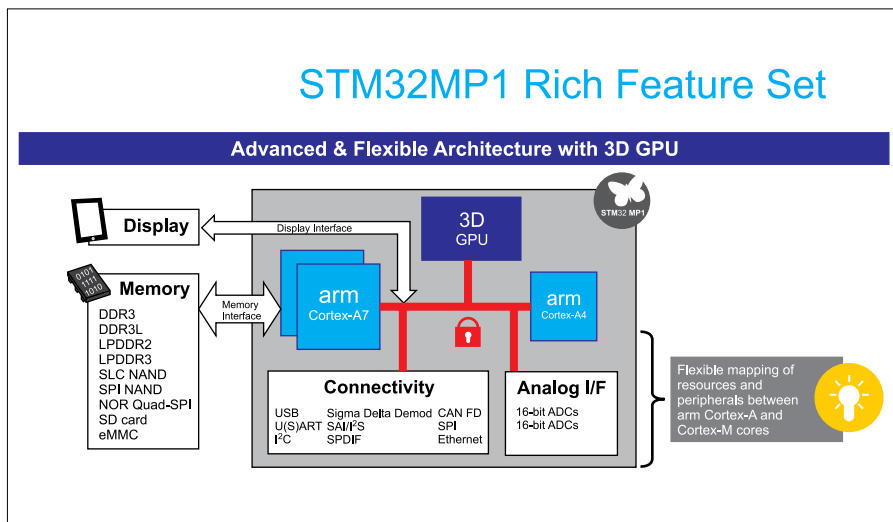 STM32MP1 Rich Feature Set
Advanced & Flexible Architecture with 3D GPU
STM32 MP1
Display
Display Interface
3D
GPU
0101
1111
1010
Memory
DDR3
DDR3L
LPDDR2
LPDDR3
SLC NAND
SPI NAND
NOR Quad-SPI
SD card
eMMC
Memory
Interface
arm
Cortex-A7
arm
Cortex-A4
Connectivity
USB Sigma Delta Demod CAN FD
U(S)ART SAI/I²S SPI
I²C SPDIF Ethernet
Analog I/F
16-bit ADCs
16-bit ADCs
Flexible mapping of
resources and
peripherals between
arm Cortex-A and
Cortex-M cores